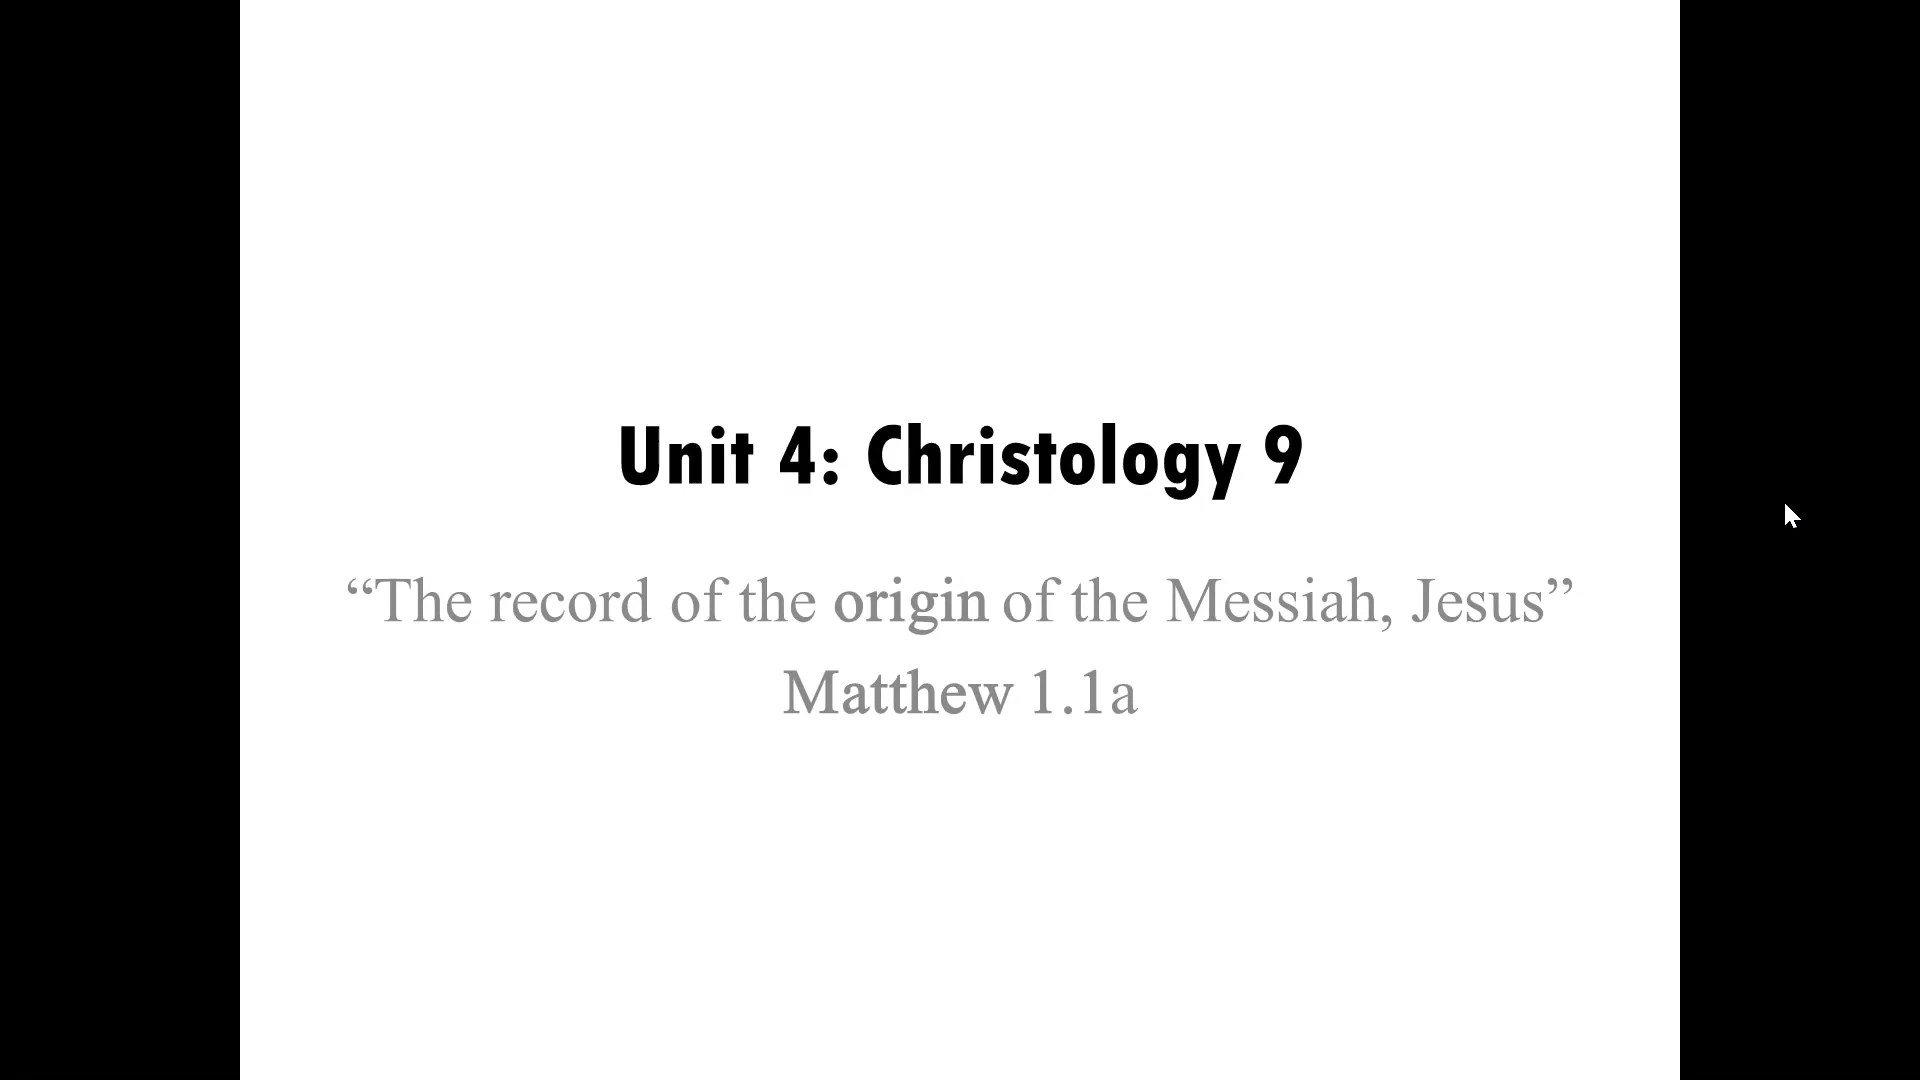 Unit 4: Christology 9
“The record of the origin of the Messiah, Jesus”
Matthew 1.1a